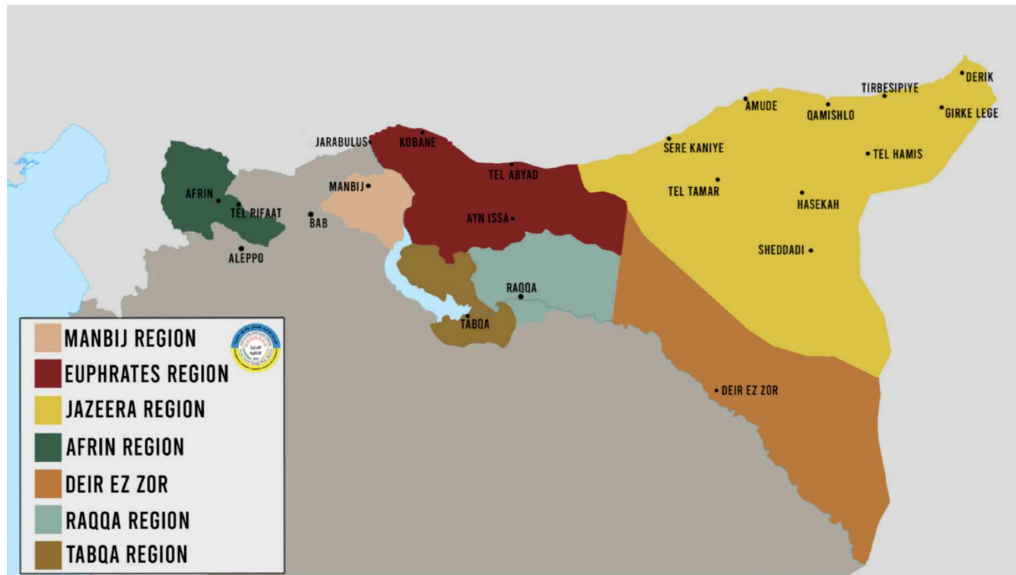 DERIK
TIRBESIPIYE
AMUDE
QAMISHLO
GIRKE LEGE
JARABULUS
KOBANE
SERE KANIYE
TEL HAMIS
TEL ABYAD
MANBIJ
TEL TAMAR
AFRIN
HASEKAH
TEL RIFAAT
BAB
AYN ISSA
ALEPPO
SHEDDADI
RAQQA
TABQA
DEIR EZ ZOR
MANBIJ REGION
EUPHRATES REGION
JAZEERA REGION
AFRIN REGION
DEIR EZ ZOR
RAQQA REGION
TABQA REGION